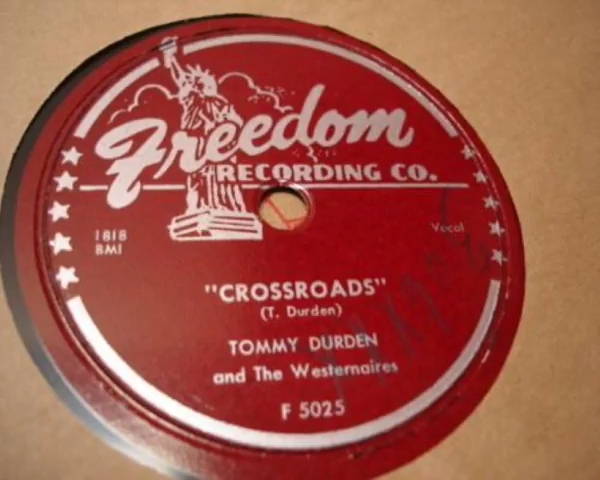 Freedom
RECORDING CO.
1818
BMI
Vocal
"CROSSROADS"
(T. Durden)
TOMMY DURDEN
and The Westernaires
F 5025